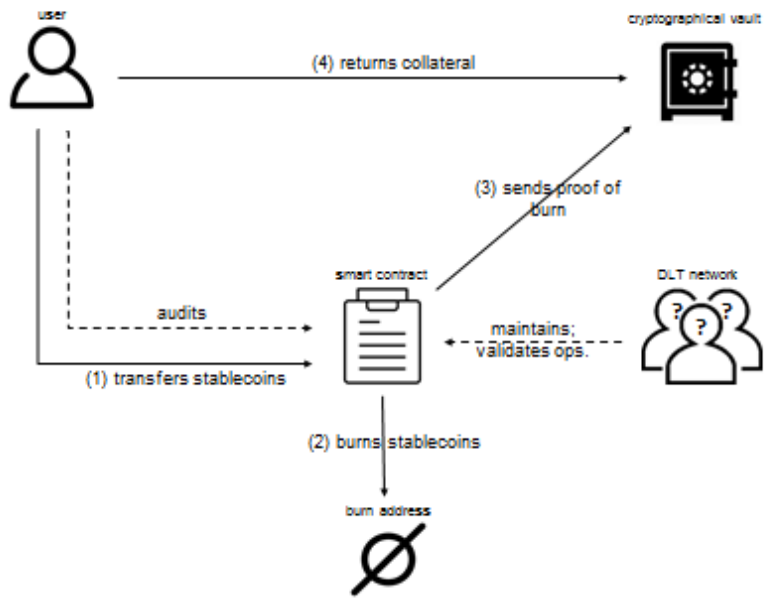 user
cryptographical vault
(4) returns collateral
(3) sends proof of
burn
smart contract
DLT network
? ? ?
audits
maintains;
validates ops.
(1) transfers stablecoins
(2) burns stablecoins
burn address